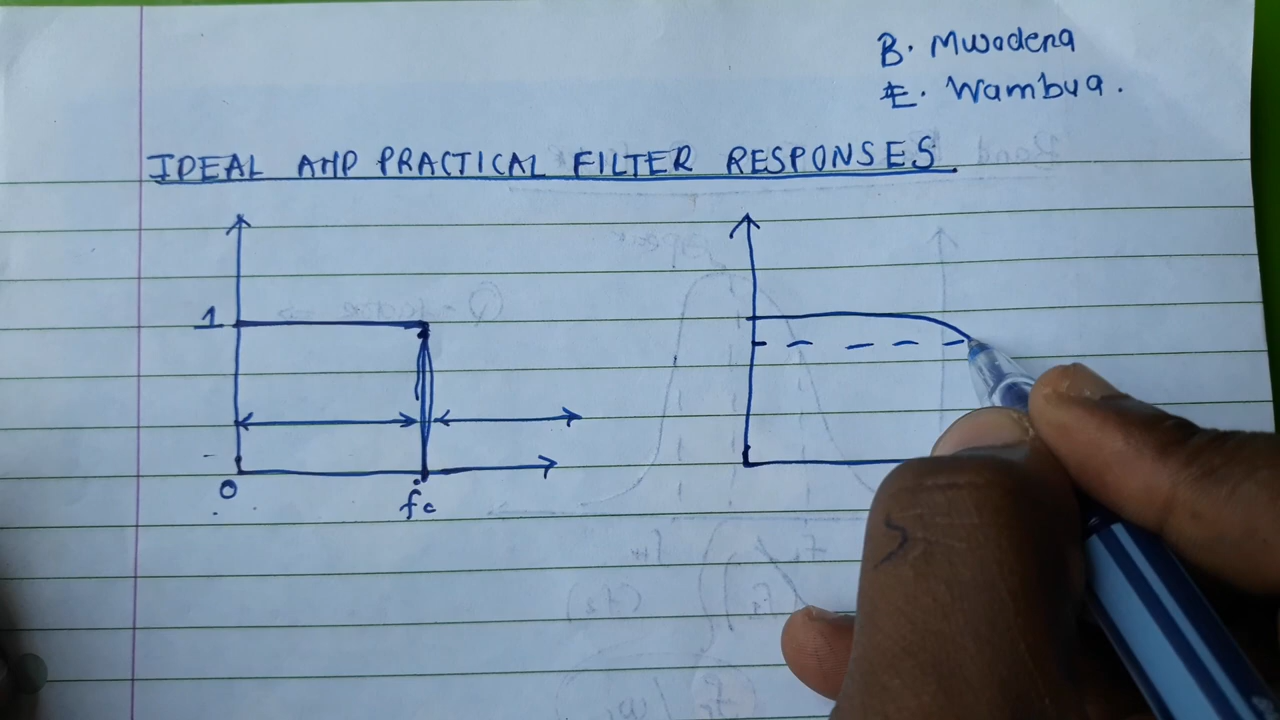 B. Mwadena
E. Wambua.
IDEAL AND PRACTICAL FILTER RESPONSES
1
0
fc